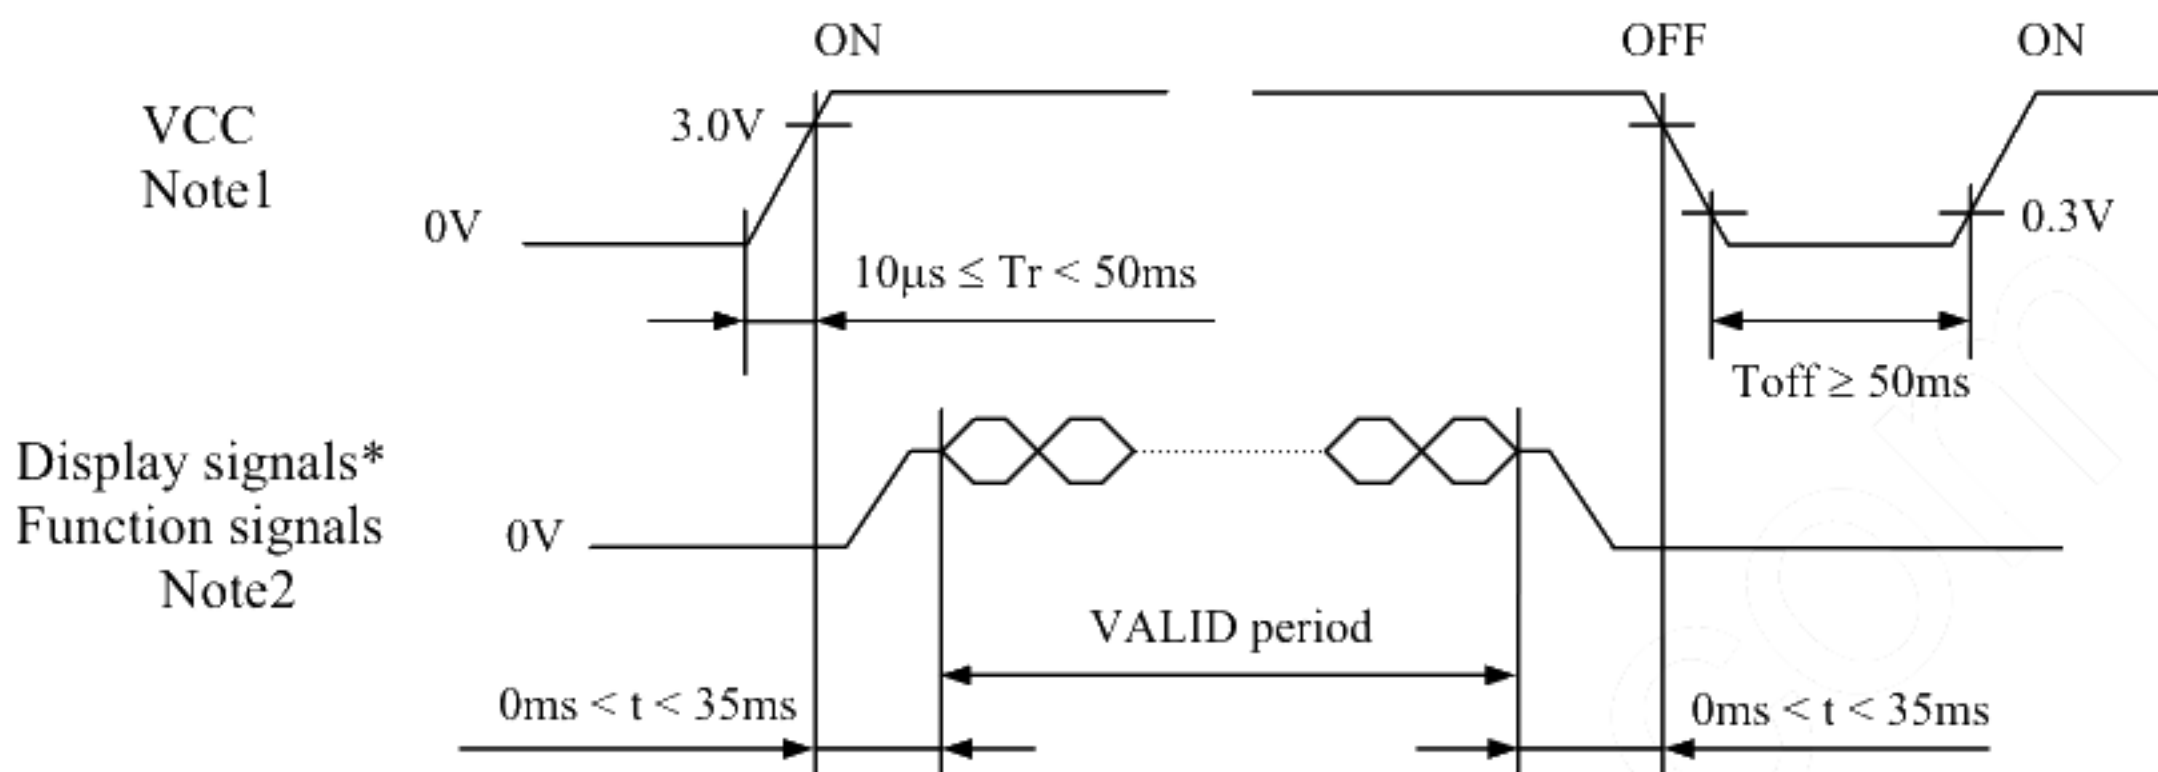 ON
OFF
ON
VCC
Note1
3.0V
0V
0.3V
10μs ≤ Tr < 50ms
Toff ≥ 50ms
Display signals*
Function signals
Note2
0V
VALID period
0ms < t < 35ms
0ms < t < 35ms
com